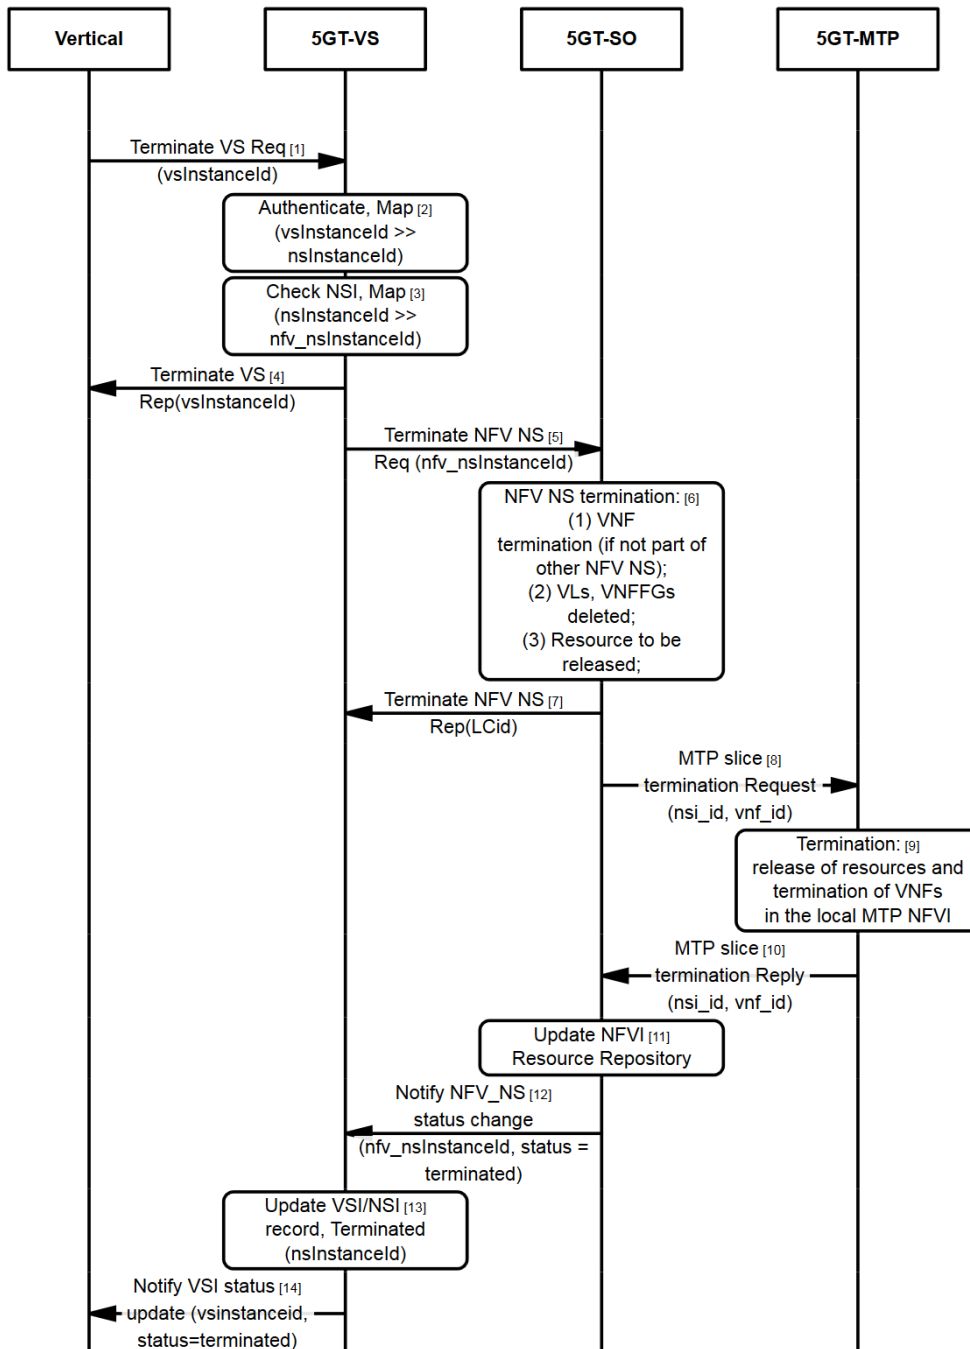 Vertical
5GT-VS
5GT-SO
5GT-MTP
Terminate VS Req [1]
(vsInstanceId)
Authenticate, Map [2]
(vsInstanceId >>
nsInstanceId)
Check NSI, Map [3]
(nsInstanceId >>
nfv_nsInstanceId)
Terminate VS [4]
Rep(vsInstanceId)
Terminate NFV NS [5]
Req (nfv_nsInstanceId)
NFV NS termination: [6]
(1) VNF
termination (if not part of
other NFV NS);
(2) VLs, VNFFGs
deleted;
(3) Resource to be
released;
Terminate NFV NS [7]
Rep(LCid)
MTP slice [8]
termination Request
(nsi_id, vnf_id)
Termination: [9]
release of resources and
termination of VNFs
in the local MTP NFVI
MTP slice [10]
termination Reply
(nsi_id, vnf_id)
Update NFVI [11]
Resource Repository
Notify NFV_NS [12]
status change
(nfv_nsInstanceId, status =
terminated)
Update VSI/NSI [13]
record, Terminated
(nsInstanceId)
Notify VSI status [14]
update (vsinstanceid,
status=terminated)